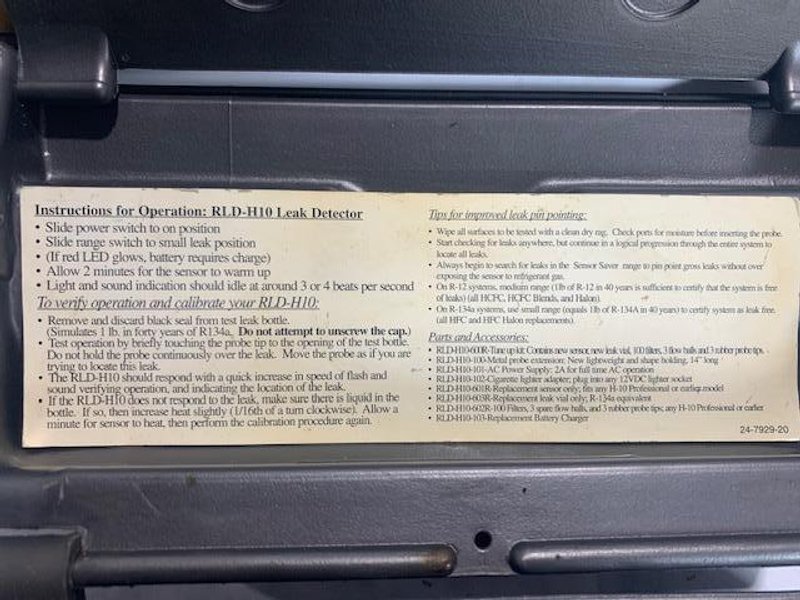 Instructions for Operation: RLD-H10 Leak Detector
• Slide power switch to on position
• Slide range switch to small leak position
• (If red LED glows, battery requires charge)
• Allow 2 minutes for the sensor to warm up
• Light and sound indication should idle at around 3 or 4 beats per second
To verify operation and calibrate your RLD-H10:
• Remove and discard black seal from test leak bottle.
(Simulates 1 lb. in forty years of R134a. Do not attempt to unscrew the cap.)
• Test operation by briefly touching the probe tip to the opening of the test bottle.
Do not hold the probe continuously over the leak. Move the probe as if you are
trying to locate this leak.
• The RLD-H10 should respond with a quick increase in speed of flash and
sound verifying operation, and indicating the location of the leak.
• If the RLD-H10 does not respond to the leak, make sure there is liquid in the
bottle. If so, then increase heat slightly (1/16th of a turn clockwise). Allow a
minute for sensor to heat, then perform the calibration procedure again.
Tips for improved leak pin pointing:
• Wipe all surfaces to be tested with a clean dry rag. Check ports for moisture before inserting the probe.
• Start checking for leaks anywhere, but continue in a logical progression through the entire system to
locate all leaks.
• Always begin to search for leaks in the Sensor Saver range to pin point gross leaks without over
exposing the sensor to refrigerant gas.
• On R-12 systems, medium range (1lb of R-12 in 40 years is sufficient to certify that the system is free
of leaks) (all HCFC, HCFC Blends, and Halon).
• On R-134a systems, use small range (equals 1lb of R-134A in 40 years) to certify system as leak free.
(all HFC and HFC Halon replacements).
Parts and Accessories:
• RLD-H10-600R-Tune up kit: Contains new sensor, new leak vial, 100 filters, 3 flow balls and 3 rubber probe tips.
• RLD-H10-100-Metal probe extension; New lightweight and shape holding, 14" long
• RLD-H10-101-AC Power Supply: 2A for full time AC operation
• RLD-H10-102-Cigarette lighter adapter; plug into any 12VDC lighter socket
• RLD-H10-601R-Replacement sensor only; fits any H-10 Professional or earlier model
• RLD-H10-603R-Replacement leak vial only; R-134a equivalent
• RLD-H10-602R-100 Filters, 3 spare flow balls, and 3 rubber probe tips; any H-10 Professional or earlier
• RLD-H10-103-Replacement Battery Charger
24-7929-20